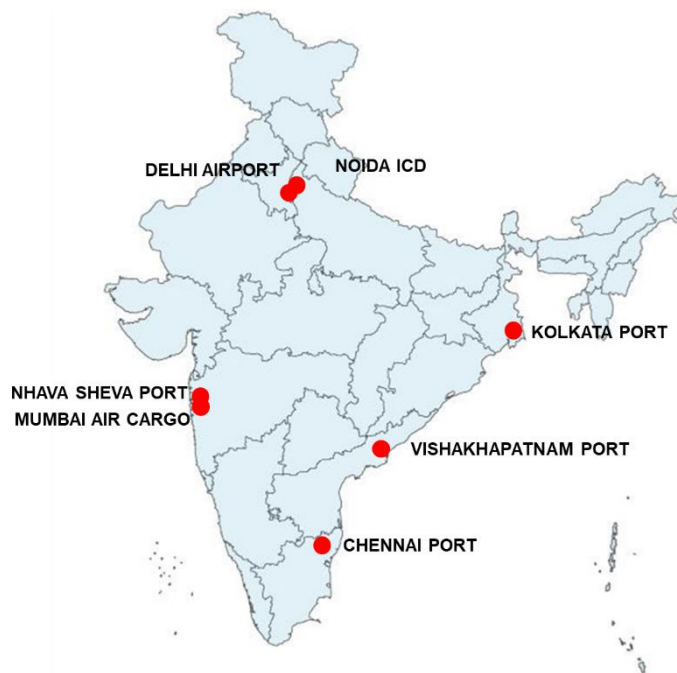 NOIDA ICD
DELHI AIRPORT
KOLKATA PORT
NHAVA SHEVA PORT
MUMBAI AIR CARGO
VISHAKHAPATNAM PORT
CHENNAI PORT